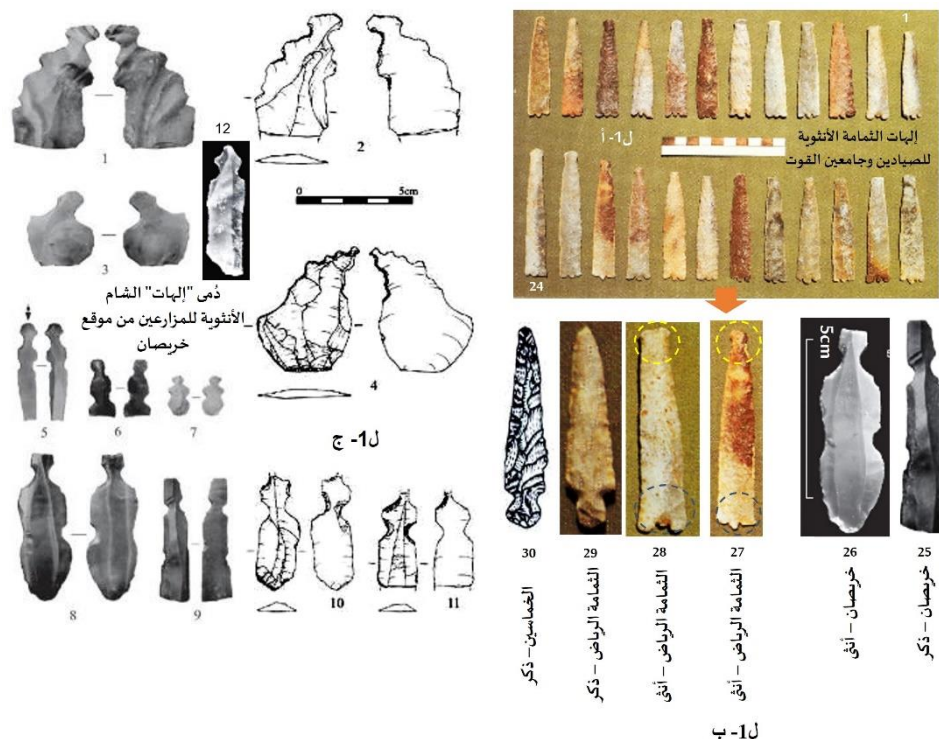 1
2
12
0 5cm
3
دُمى "إلهات" الشام
الأنثوية للمزارعين من موقع
خريصان
4
5
6
7
ل1- ج
8
9
10
11
1
ل1- أ
إلهات الثمامة الأنثوية
للصيادين وجامعين القوت
24
5cm
30
29
28
27
26
25
الخماسين – ذكر
الثمامة الرياض – ذكر
الثمامة الرياض – أنثى
الثمامة الرياض – أنثى
خريصان – أنثى
خريصان – ذكر
ل1- ب